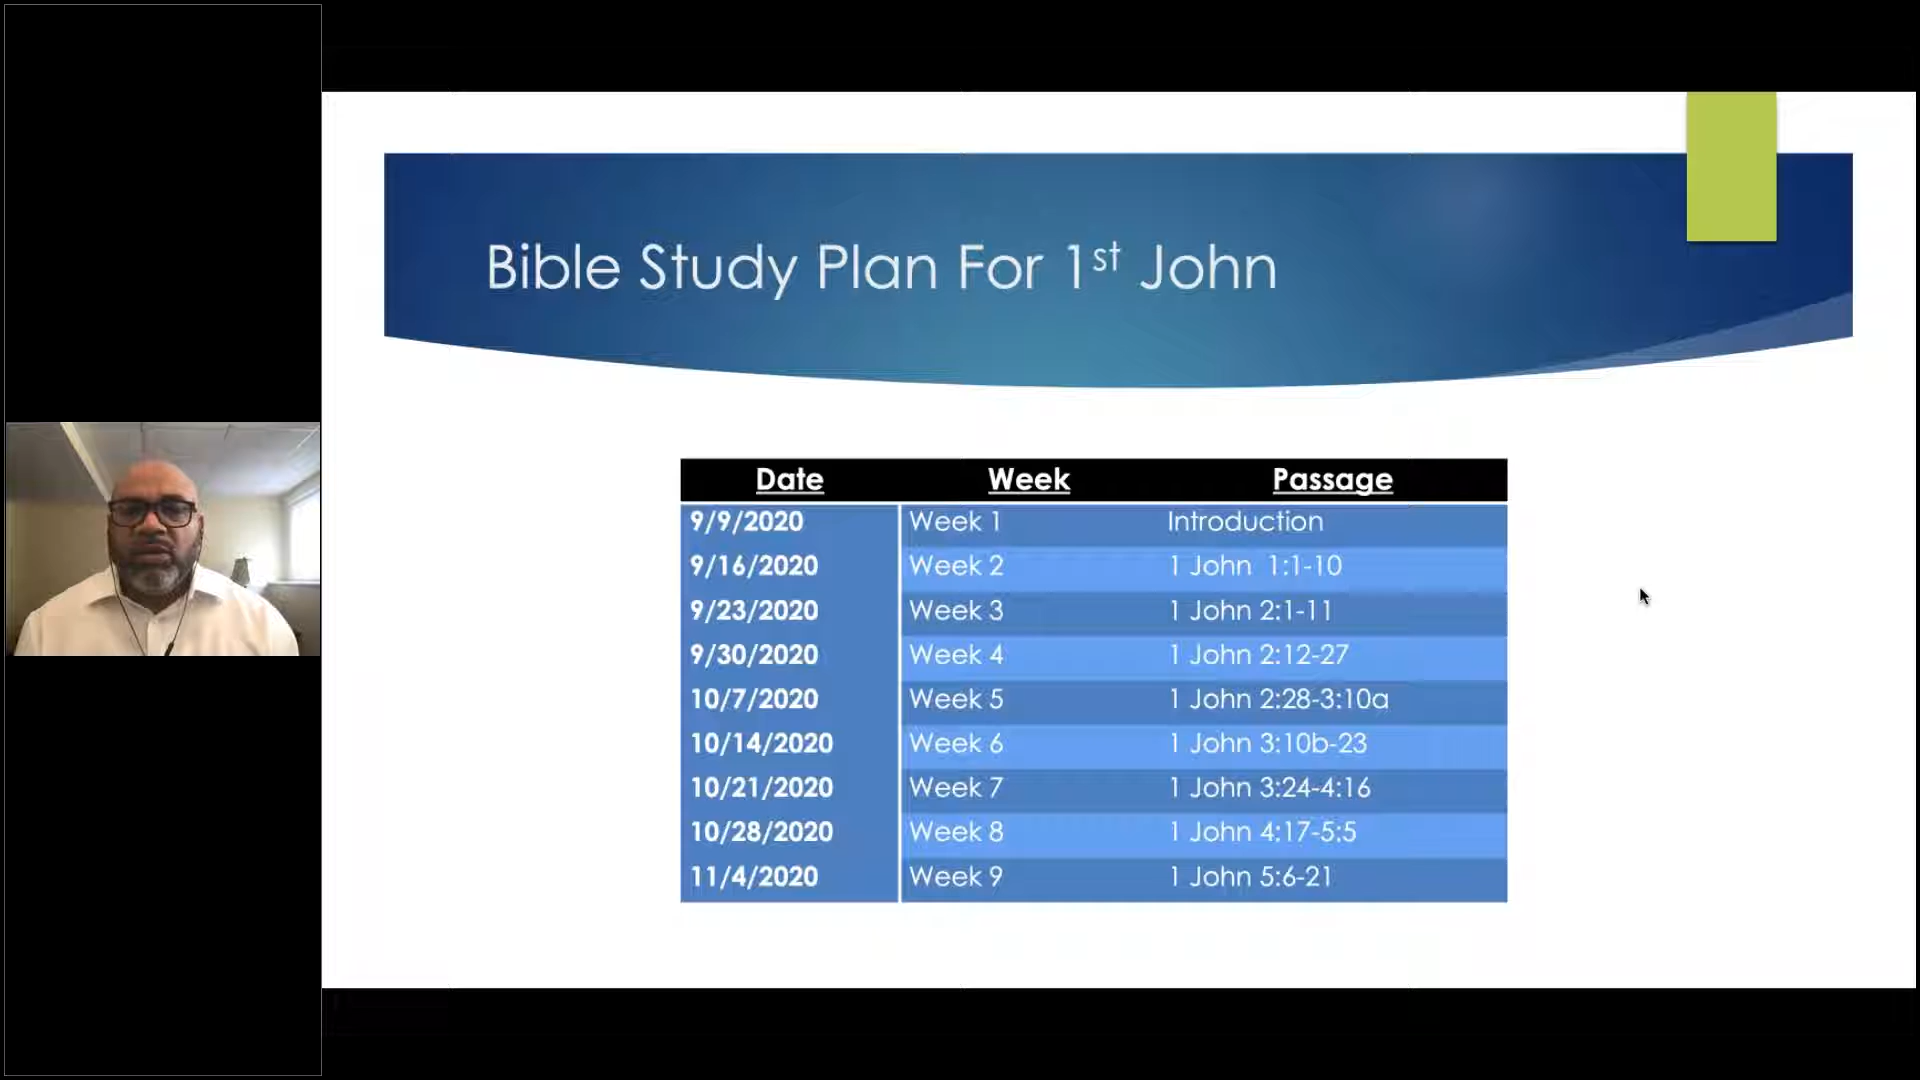 Bible Study Plan For 1st John
Date Week Passage
9/9/2020 Week 1 Introduction
9/16/2020 Week 2 1 John 1:1-10
9/23/2020 Week 3 1 John 2:1-11
9/30/2020 Week 4 1 John 2:12-27
10/7/2020 Week 5 1 John 2:28-3:10a
10/14/2020 Week 6 1 John 3:10b-23
10/21/2020 Week 7 1 John 3:24-4:16
10/28/2020 Week 8 1 John 4:17-5:5
11/4/2020 Week 9 1 John 5:6-21